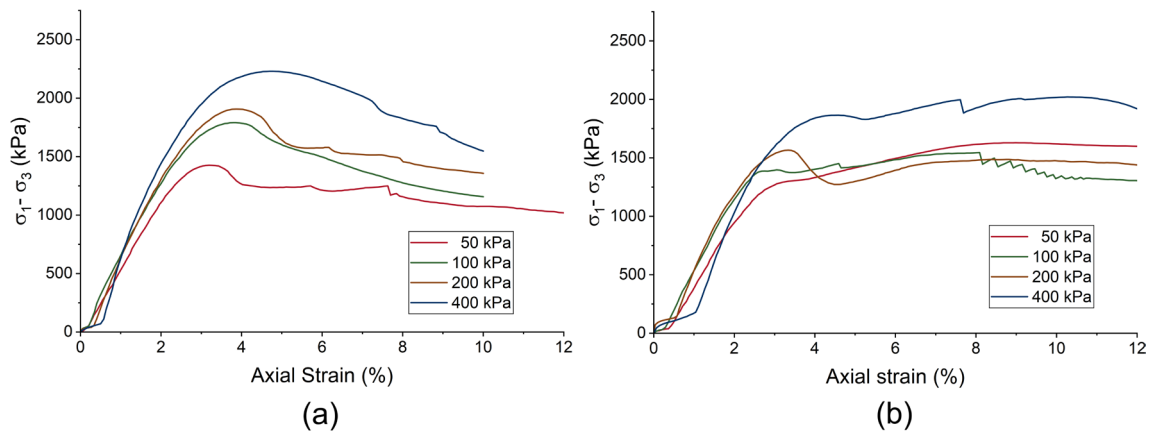 σ1- σ3 (kPa)
2500
2000
1500
1000
500
0
0
2
4
6
8
10
12
Axial Strain (%)
50 kPa
100 kPa
200 kPa
400 kPa
(a)
σ1- σ3 (kPa)
2500
2000
1500
1000
500
0
0
2
4
6
8
10
12
Axial strain (%)
50 kPa
100 kPa
200 kPa
400 kPa
(b)